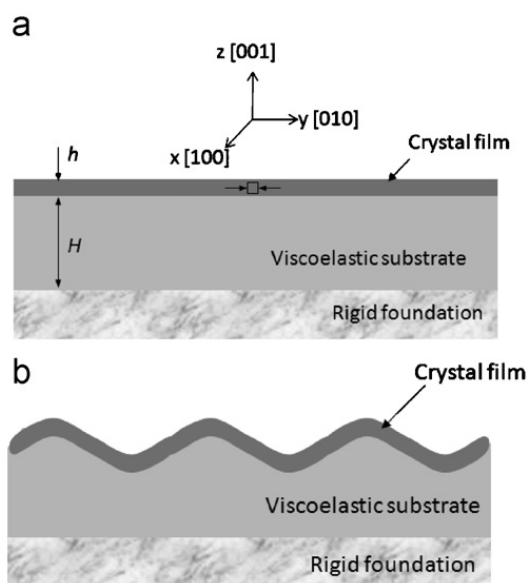 a
z [001]
y [010]
x [100]
Crystal film
h
H
Viscoelastic substrate
Rigid foundation
b
Crystal film
Viscoelastic substrate
Rigid foundation